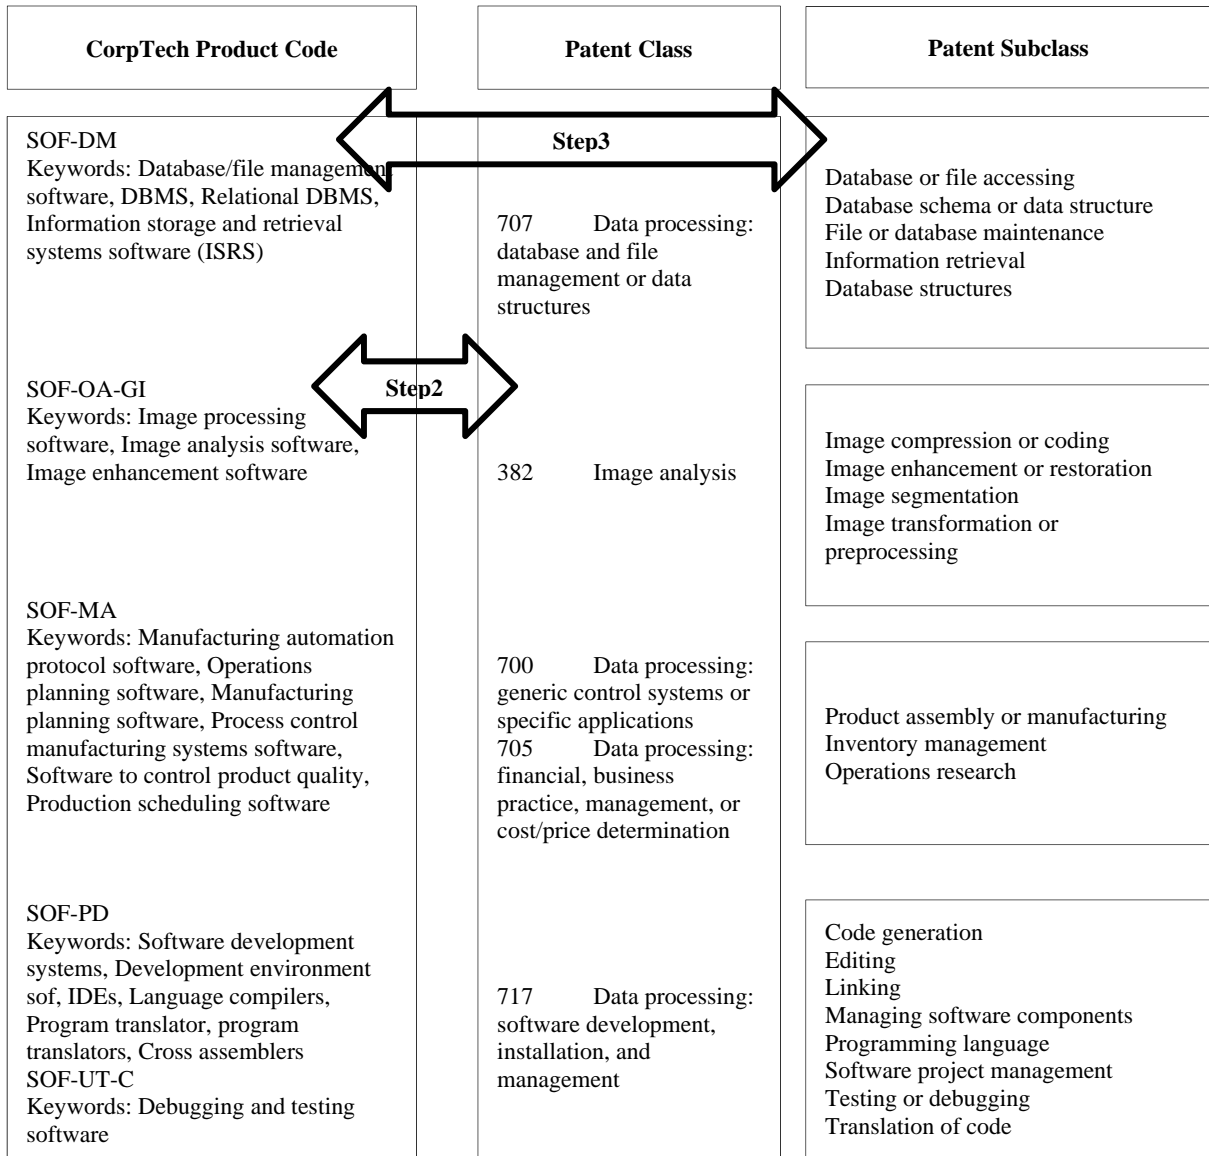 CorpTech Product Code
Patent Class
Patent Subclass
Step3
SOF-DM
Keywords: Database/file management
software, DBMS, Relational DBMS,
Information storage and retrieval
systems software (ISRS)
707 Data processing:
database and file
management or data
structures
Database or file accessing
Database schema or data structure
File or database maintenance
Information retrieval
Database structures
Step2
SOF-OA-GI
Keywords: Image processing
software, Image analysis software,
Image enhancement software
382 Image analysis
Image compression or coding
Image enhancement or restoration
Image segmentation
Image transformation or
preprocessing
SOF-MA
Keywords: Manufacturing automation
protocol software, Operations
planning software, Manufacturing
planning software, Process control
manufacturing systems software,
Software to control product quality,
Production scheduling software
700 Data processing:
generic control systems or
specific applications
705 Data processing:
financial, business
practice, management, or
cost/price determination
Product assembly or manufacturing
Inventory management
Operations research
SOF-PD
Keywords: Software development
systems, Development environment
sof, IDEs, Language compilers,
Program translator, program
translators, Cross assemblers
SOF-UT-C
Keywords: Debugging and testing
software
717 Data processing:
software development,
installation, and
management
Code generation
Editing
Linking
Managing software components
Programming language
Software project management
Testing or debugging
Translation of code